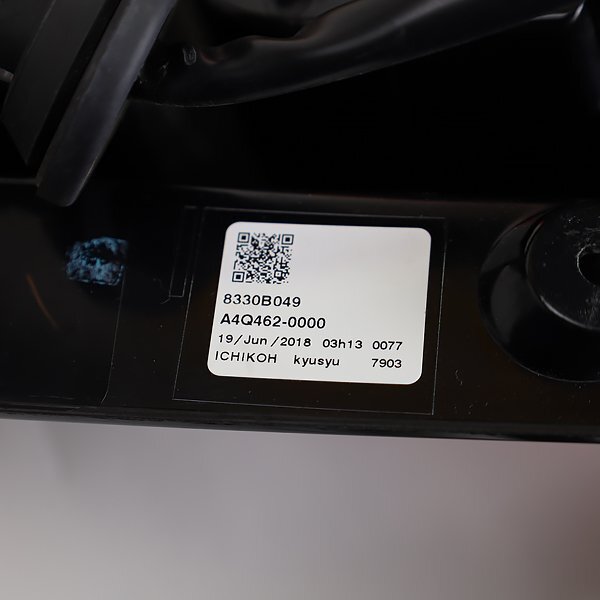 8330B049
A4Q462-0000
19/Jun/2018 03h13 0077
ICHIKOH kyusyu 7903